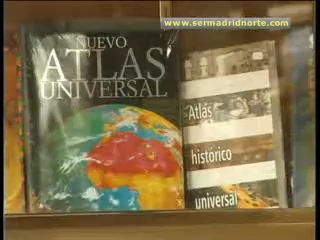 www.sermadridnorte.com
NUEVO
ATLAS
UNIVERSAL
Atlas
histórico
universal